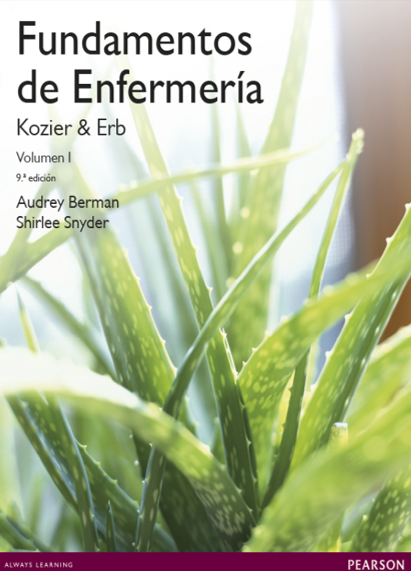 Fundamentos
de Enfermería
Kozier & Erb
Volumen I
9.ª edición
Audrey Berman
Shirlee Snyder
ALWAYS LEARNING
PEARSON